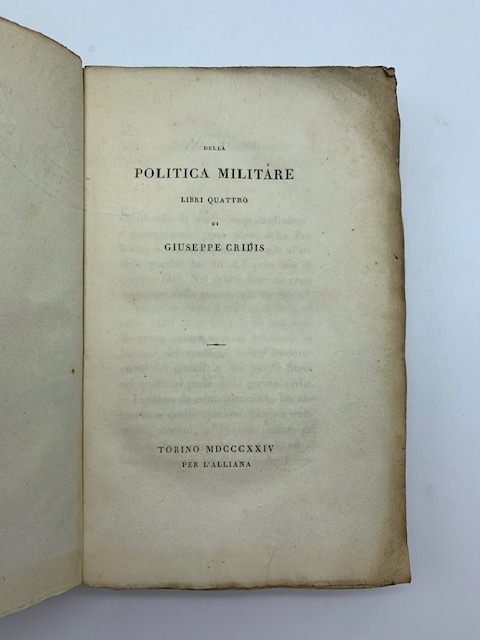 DELLA
POLITICA MILITARE
LIBRI QUATTRO
DI
GIUSEPPE CRIDIS
TORINO MDCCCXXIV
PER L'ALLIANA